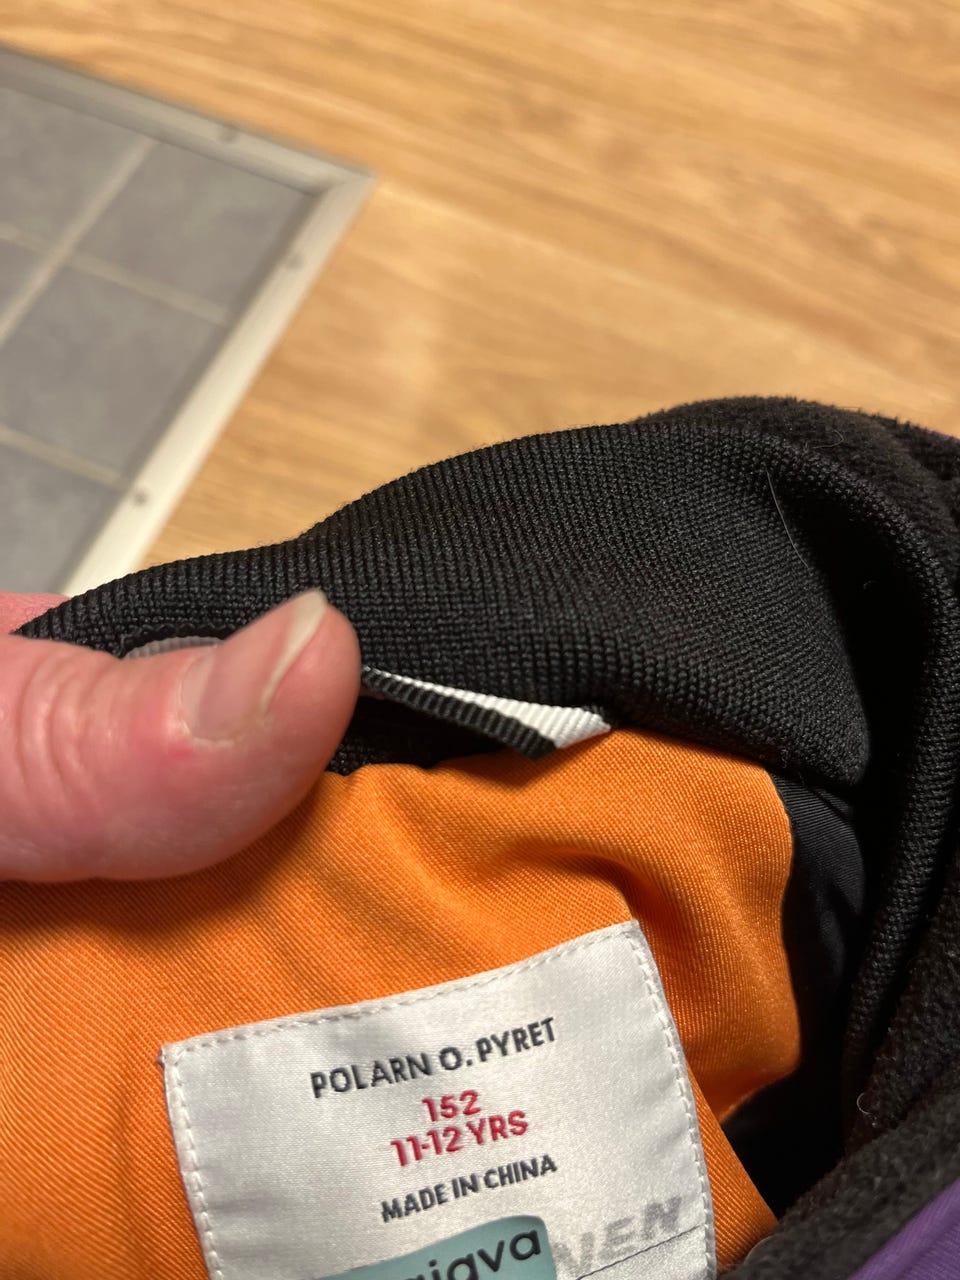 POLARN O. PYRET
152
11-12 YRS
MADE IN CHINA